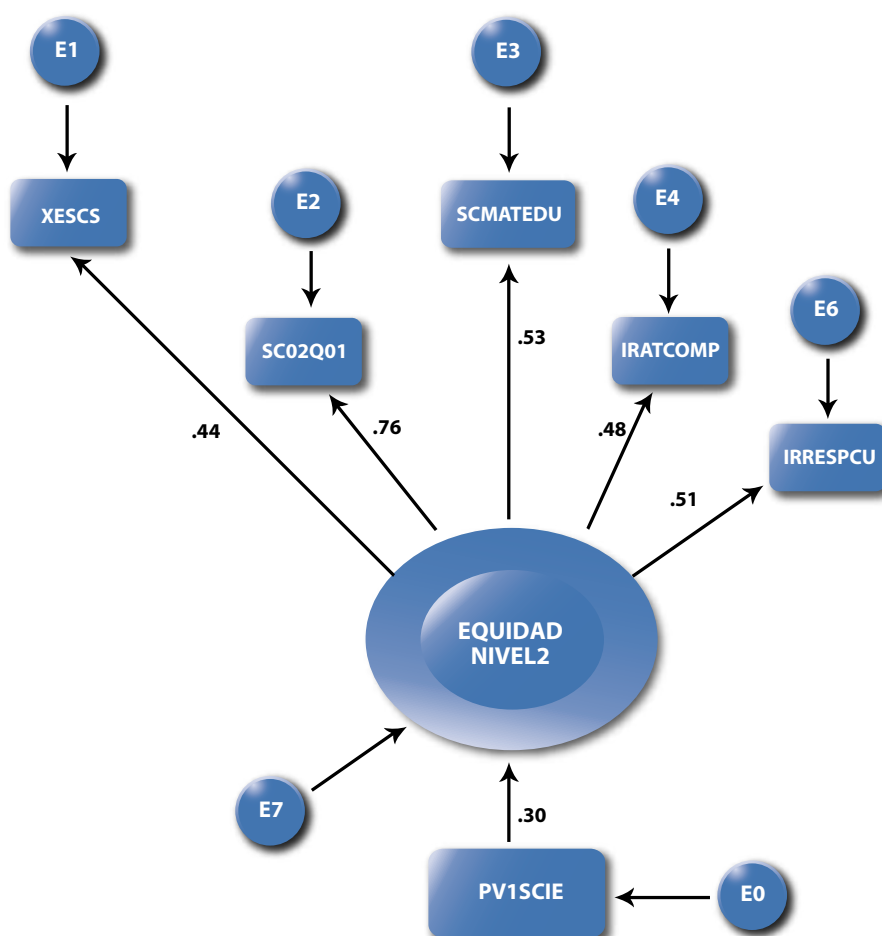 E1
E3
XESCS
E2
SCMATEDU
E4
SC02Q01
IRATCOMP
E6
IRRESPCU
.44
.76
.53
.48
.51
EQUIDAD
NIVEL2
E7
.30
PV1SCIE
E0